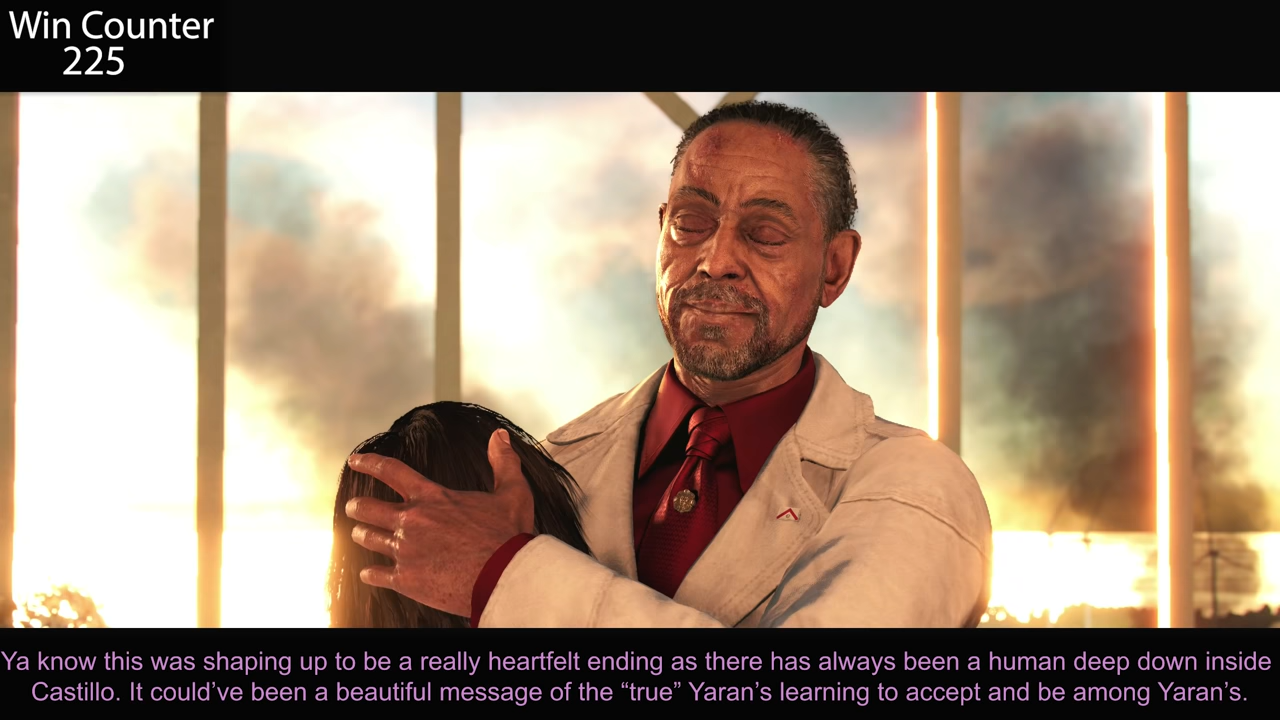 Win Counter
225
Ya know this was shaping up to be a really heartfelt ending as there has always been a human deep down inside
Castillo. It could’ve been a beautiful message of the “true” Yaran’s learning to accept and be among Yaran’s.